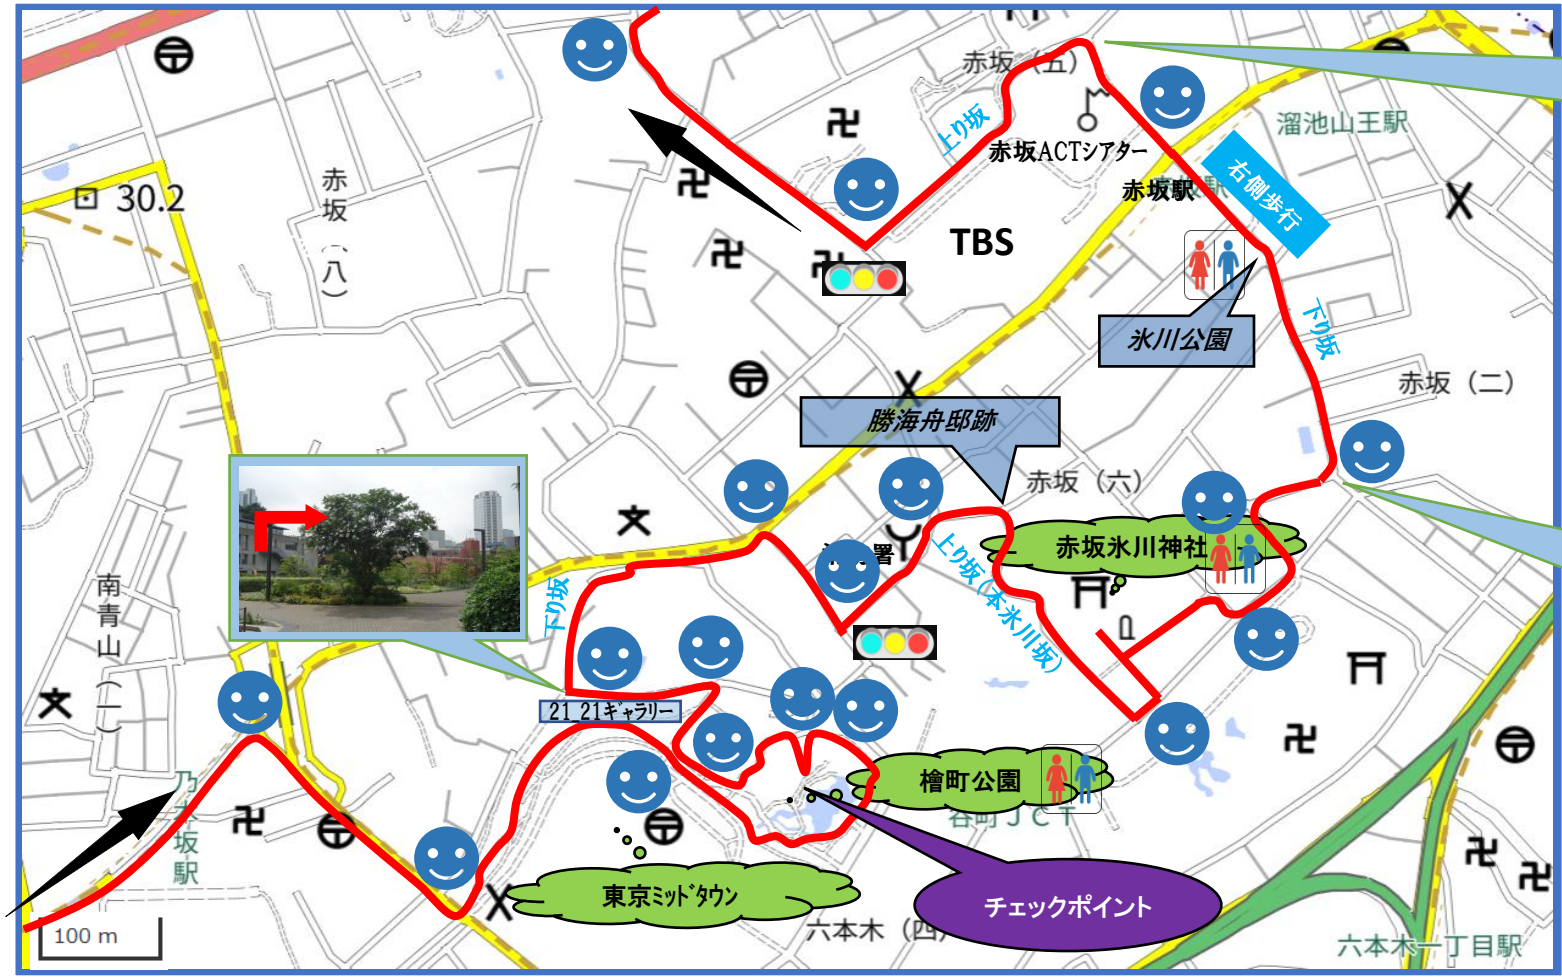 赤坂（五）
溜池山王駅
上り坂
赤坂ACTシアター
右側歩行
赤坂駅
30.2
赤坂（八）
TBS
氷川公園
下り坂
赤坂（二）
勝海舟邸跡
赤坂（六）
赤坂氷川神社
署
上り坂（本氷川坂）
下り坂
南青山（一）
21_21ギャラリー
乃木坂駅
檜町公園
谷町JCT
東京ミッドタウン
チェックポイント
六本木（四）
六本木一丁目駅
100 m